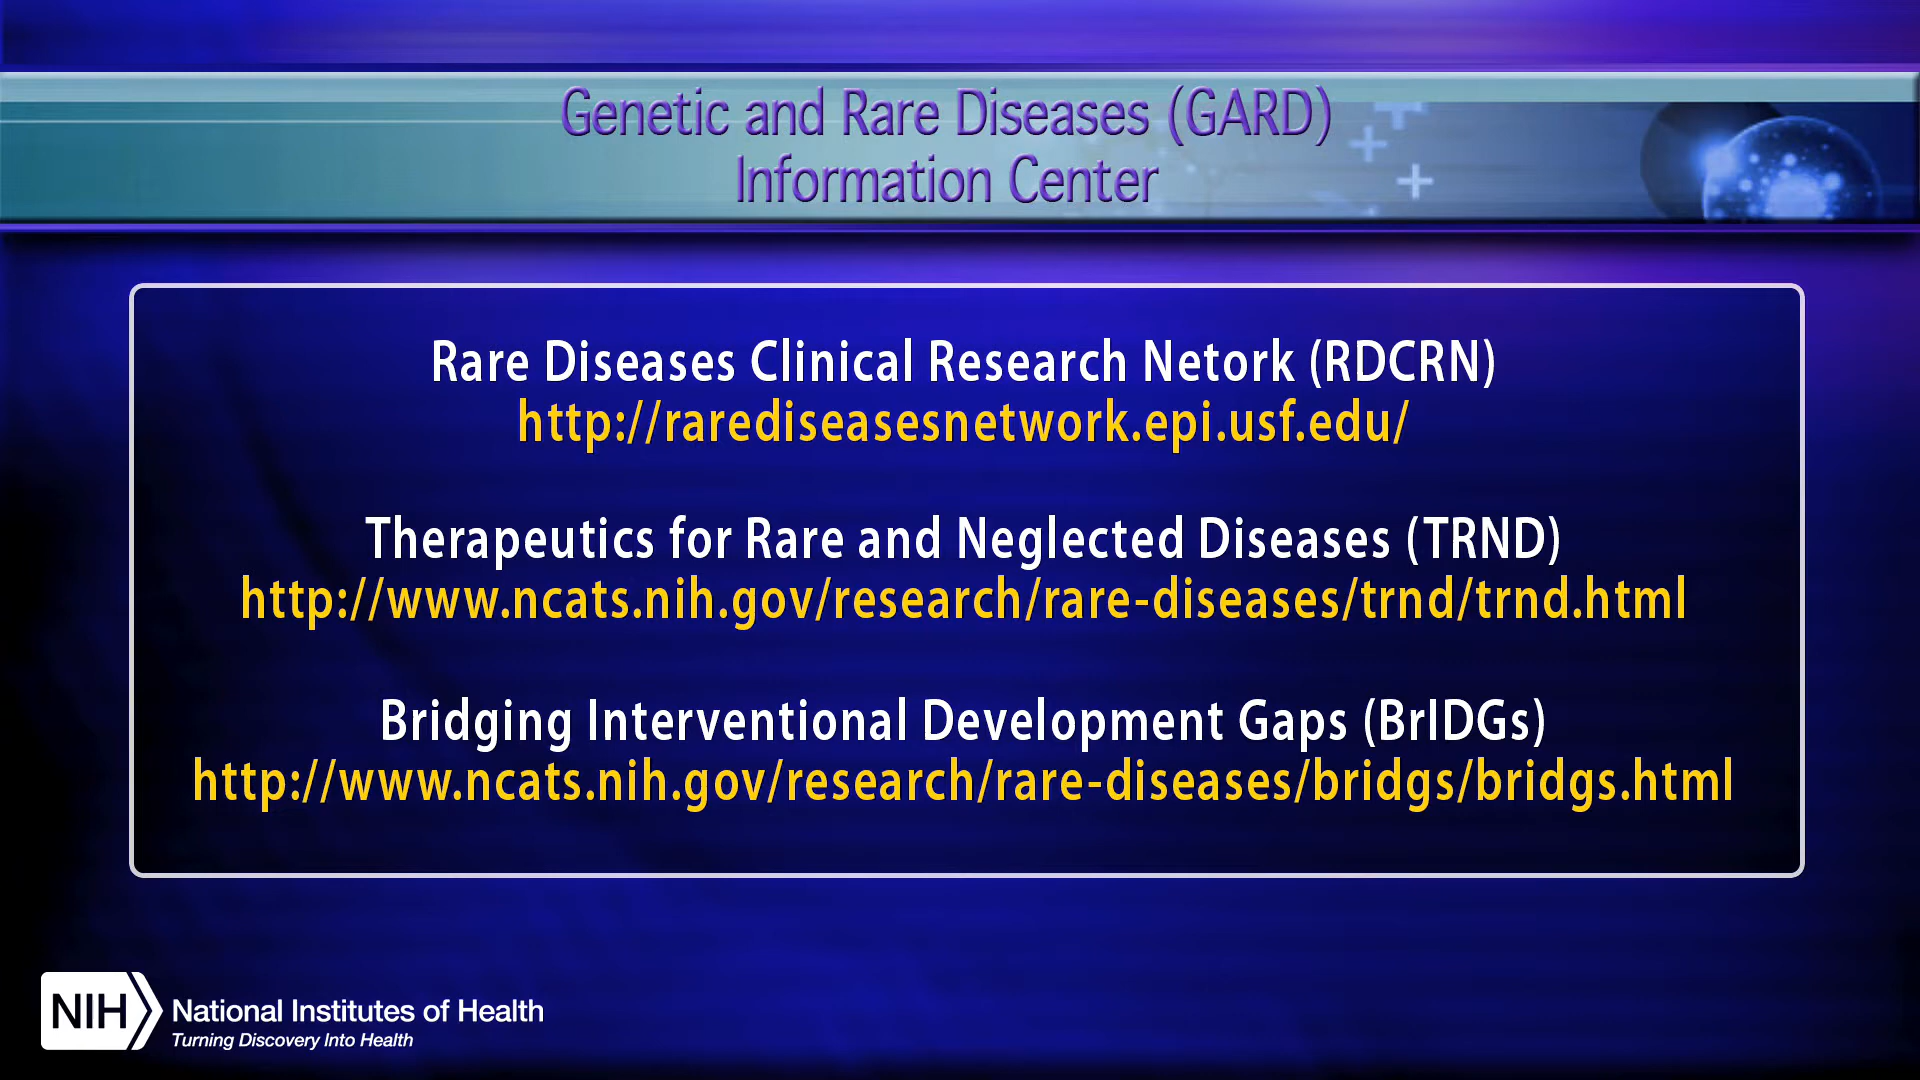 Genetic and Rare Diseases (GARD)
Information Center
Rare Diseases Clinical Research Netork (RDCRN)
http://rarediseasesnetwork.epi.usf.edu/
Therapeutics for Rare and Neglected Diseases (TRND)
http://www.ncats.nih.gov/research/rare-diseases/trnd/trnd.html
Bridging Interventional Development Gaps (BrIDGs)
http://www.ncats.nih.gov/research/rare-diseases/bridgs/bridgs.html
NIH National Institutes of Health
Turning Discovery Into Health